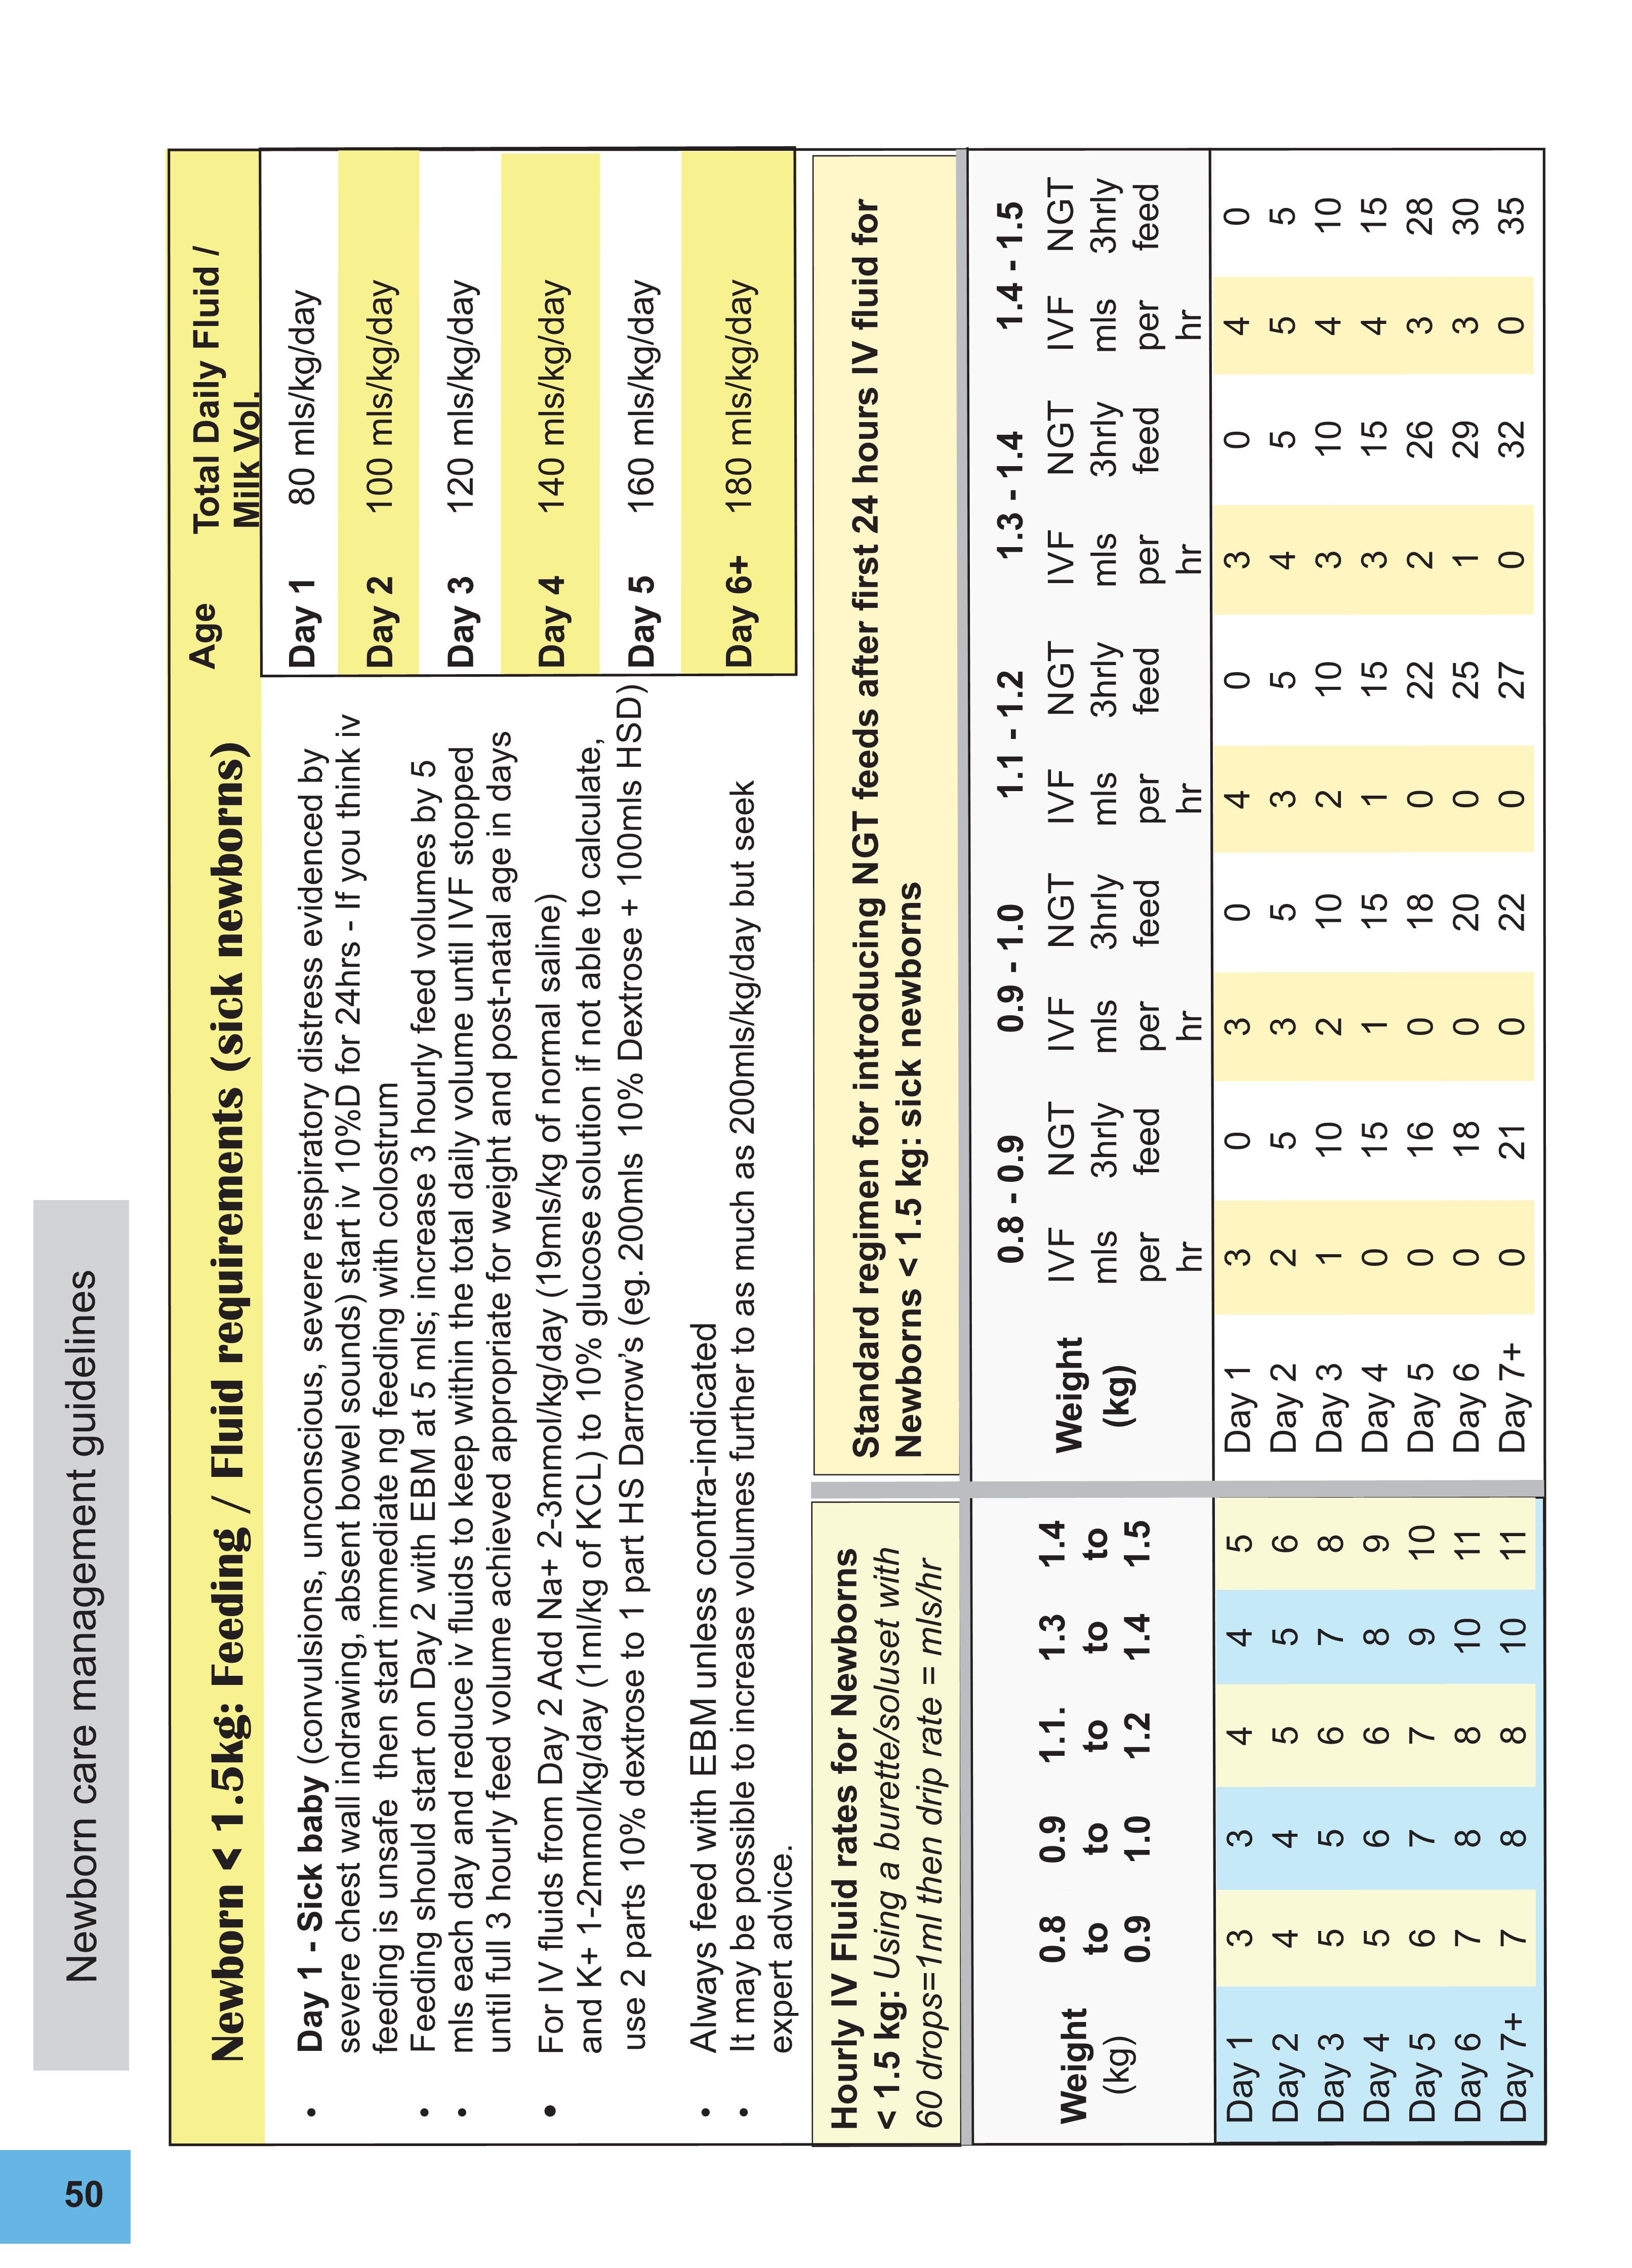 50
Newborn care management guidelines
Newborn < 1.5kg: Feeding / Fluid requirements (sick newborns)
• Day 1 - Sick baby (convulsions, unconscious, severe respiratory distress evidenced by
severe chest wall indrawing, absent bowel sounds) start iv 10%D for 24hrs - If you think iv
feeding is unsafe then start immediate ng feeding with colostrum
• Feeding should start on Day 2 with EBM at 5 mls; increase 3 hourly feed volumes by 5
• mls each day and reduce iv fluids to keep within the total daily volume until IVF stopped
until full 3 hourly feed volume achieved appropriate for weight and post-natal age in days
• For IV fluids from Day 2 Add Na+ 2-3mmol/kg/day (19mls/kg of normal saline)
and K+ 1-2mmol/kg/day (1ml/kg of KCL) to 10% glucose solution if not able to calculate,
use 2 parts 10% dextrose to 1 part HS Darrow's (eg. 200mls 10% Dextrose + 100mls HSD)
• Always feed with EBM unless contra-indicated
• It may be possible to increase volumes further to as much as 200mls/kg/day but seek
expert advice.
Age Total Daily Fluid /
Milk Vol.
Day 1 80 mls/kg/day
Day 2 100 mls/kg/day
Day 3 120 mls/kg/day
Day 4 140 mls/kg/day
Day 5 160 mls/kg/day
Day 6+ 180 mls/kg/day
Hourly IV Fluid rates for Newborns
< 1.5 kg: Using a burette/soluset with
60 drops=1ml then drip rate = mls/hr
Weight
(kg)
0.8 0.9 1.1. 1.3 1.4
to to to to to
0.9 1.0 1.2 1.4 1.5
Day 1 3 3 4 4 5
Day 2 4 4 5 5 6
Day 3 5 5 6 7 8
Day 4 5 6 6 8 9
Day 5 6 7 7 9 10
Day 6 7 8 8 10 11
Day 7+ 7 8 8 10 11
Standard regimen for introducing NGT feeds after first 24 hours IV fluid for
Newborns < 1.5 kg: sick newborns
Weight
(kg)
0.8 - 0.9 0.9 - 1.0 1.1 - 1.2 1.3 - 1.4 1.4 - 1.5
IVF NGT IVF NGT IVF NGT IVF NGT IVF NGT
mls 3hrly mls 3hrly mls 3hrly mls 3hrly mls 3hrly
per feed per feed per feed per feed per feed
hr hr hr hr hr
Day 1 3 0 3 0 4 0 3 0 4 0
Day 2 2 5 3 5 3 5 4 5 5 5
Day 3 1 10 2 10 2 10 3 10 4 10
Day 4 0 15 1 15 1 15 3 15 4 15
Day 5 0 16 0 18 0 22 2 26 3 28
Day 6 0 18 0 20 0 25 1 29 3 30
Day 7+ 0 21 0 22 0 27 0 32 0 35